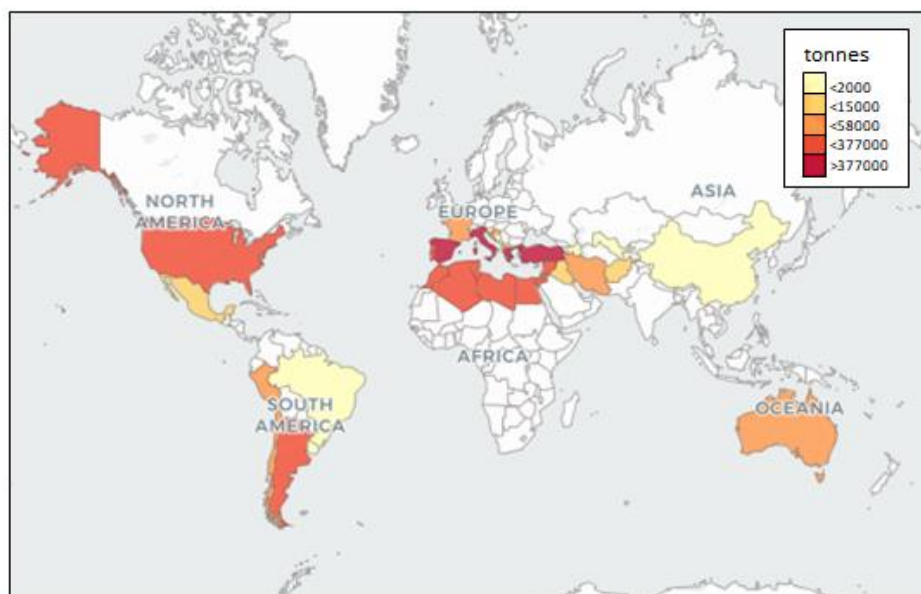 tonnes
<2000
<15000
<58000
<377000
>377000
ASIA
NORTH
AMERICA
EUROPE
AFRICA
SOUTH
AMERICA
OCEANIA